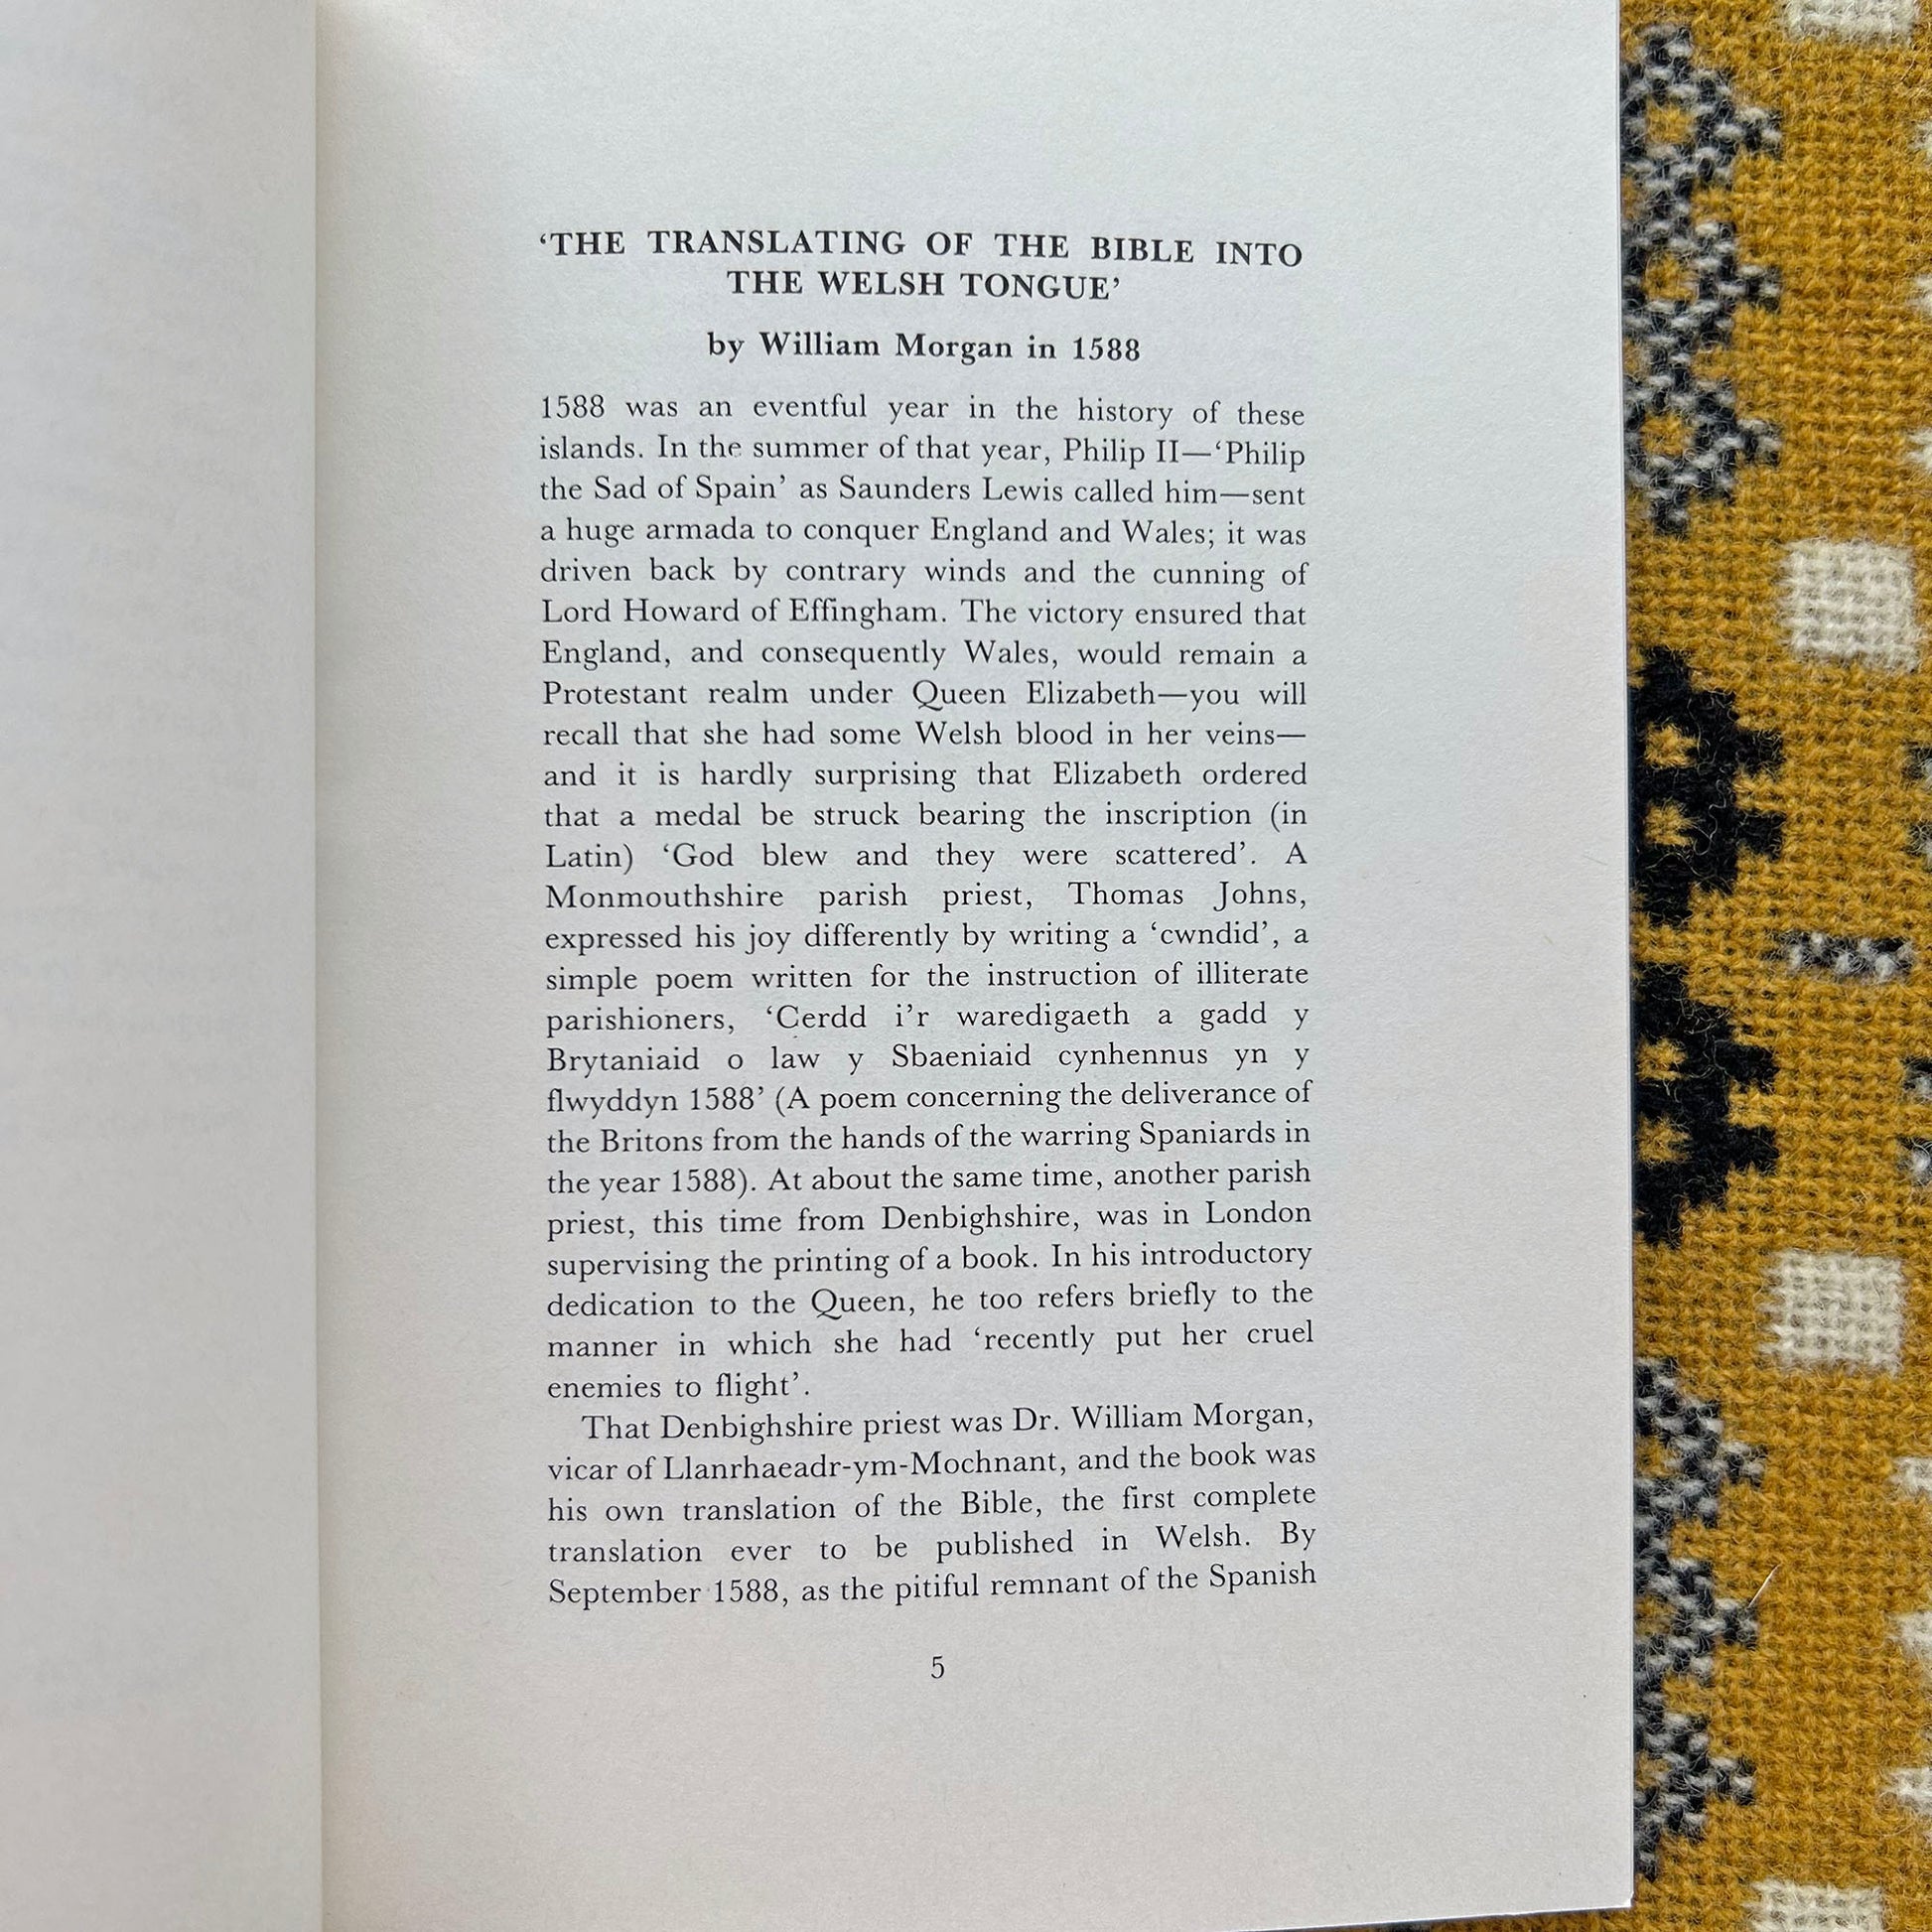 ‘THE TRANSLATING OF THE BIBLE INTO
THE WELSH TONGUE’
by William Morgan in 1588
1588 was an eventful year in the history of these
islands. In the summer of that year, Philip II—‘Philip
the Sad of Spain’ as Saunders Lewis called him—sent
a huge armada to conquer England and Wales; it was
driven back by contrary winds and the cunning of
Lord Howard of Effingham. The victory ensured that
England, and consequently Wales, would remain a
Protestant realm under Queen Elizabeth—you will
recall that she had some Welsh blood in her veins—
and it is hardly surprising that Elizabeth ordered
that a medal be struck bearing the inscription (in
Latin) ‘God blew and they were scattered’. A
Monmouthshire parish priest, Thomas Johns,
expressed his joy differently by writing a ‘cwndid’, a
simple poem written for the instruction of illiterate
parishioners, ‘Cerdd i’r waredigaeth a gadd y
Brytaniaid o law y Sbaeniaid cynhennus yn y
flwyddyn 1588’ (A poem concerning the deliverance of
the Britons from the hands of the warring Spaniards in
the year 1588). At about the same time, another parish
priest, this time from Denbighshire, was in London
supervising the printing of a book. In his introductory
dedication to the Queen, he too refers briefly to the
manner in which she had ‘recently put her cruel
enemies to flight’.
That Denbighshire priest was Dr. William Morgan,
vicar of Llanrhaeadr-ym-Mochnant, and the book was
his own translation of the Bible, the first complete
translation ever to be published in Welsh. By
September 1588, as the pitiful remnant of the Spanish
5